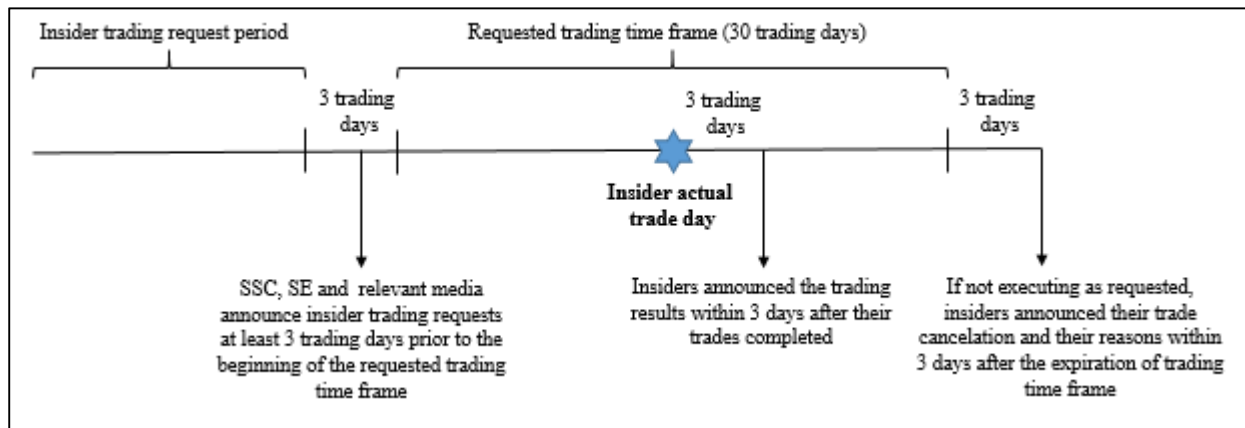 Insider trading request period
Requested trading time frame (30 trading days)
3 trading
days
3 trading
days
3 trading
days
Insider actual
trade day
SSC, SE and relevant media
announce insider trading requests
at least 3 trading days prior to the
beginning of the requested trading
time frame
Insiders announced the trading
results within 3 days after their
trades completed
If not executing as requested,
insiders announced their trade
cancelation and their reasons within
3 days after the expiration of trading
time frame